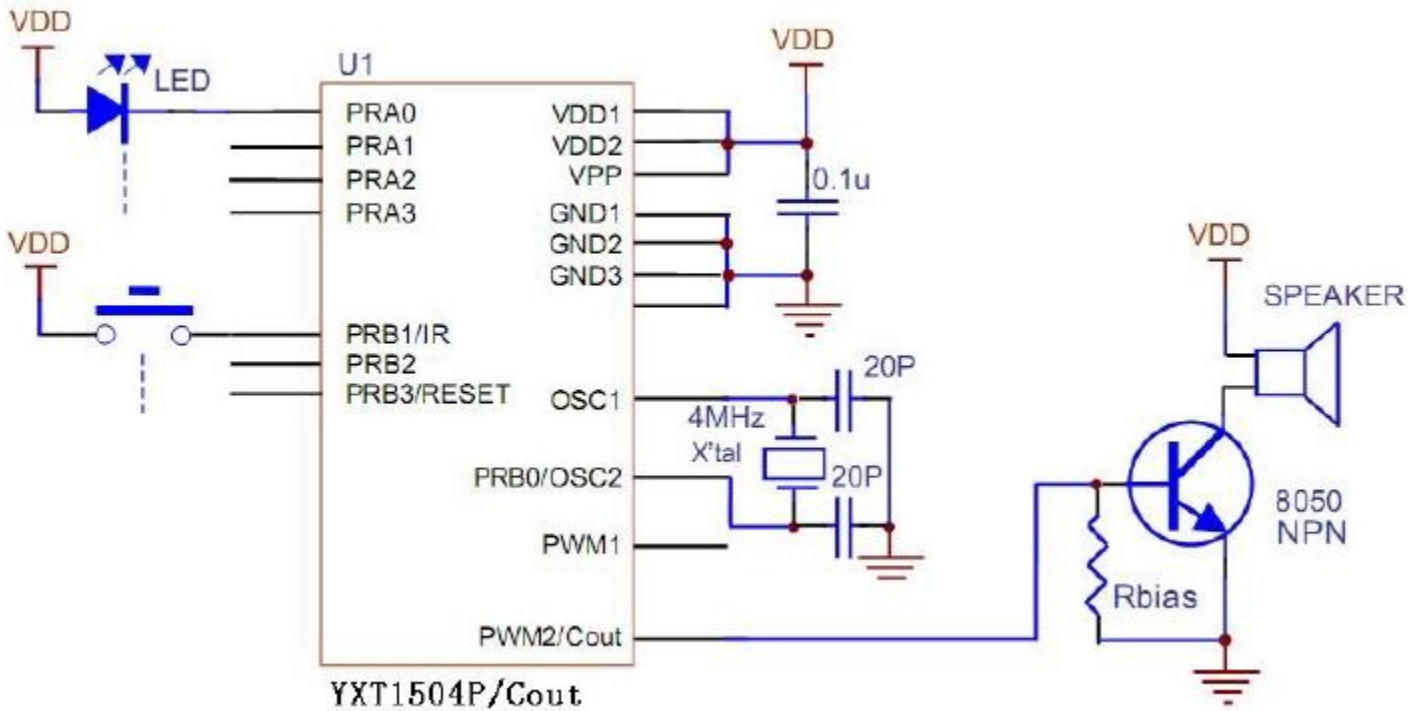 VDD
LED
U1
PRA0
PRA1
PRA2
PRA3
VDD
PRB1/IR
PRB2
PRB3/RESET
VDD1
VDD2
VPP
GND1
GND2
GND3
OSC1
PRB0/OSC2
PWM1
PWM2/Cout
YXT1504P/Cout
VDD
0.1u
20P
4MHz
X'tal
20P
VDD
SPEAKER
8050
NPN
Rbias